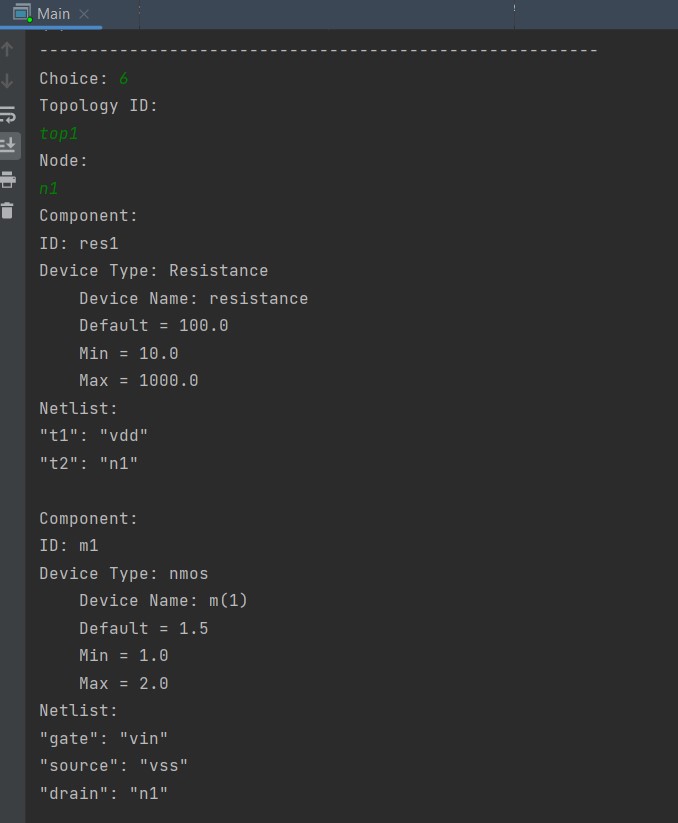 Main
------------------------------------------------------
Choice: 6
Topology ID:
top1
Node:
n1
Component:
ID: res1
Device Type: Resistance
    Device Name: resistance
    Default = 100.0
    Min = 10.0
    Max = 1000.0
Netlist:
"t1": "vdd"
"t2": "n1"

Component:
ID: m1
Device Type: nmos
    Device Name: m(1)
    Default = 1.5
    Min = 1.0
    Max = 2.0
Netlist:
"gate": "vin"
"source": "vss"
"drain": "n1"